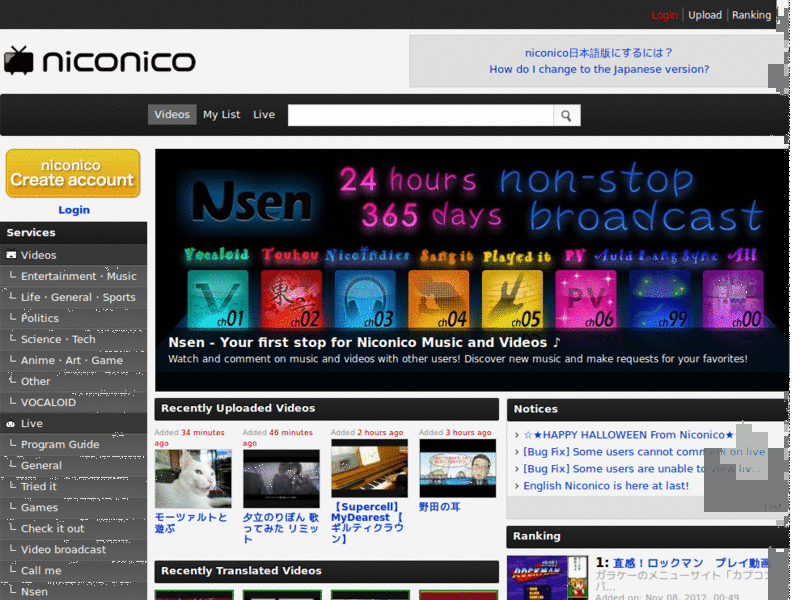 Login | Upload | Ranking
niconico
niconico日本語版にするには？
How do I change to the Japanese version?
Videos My List Live
niconico
Create account
Login
Services
Videos
Entertainment・Music
Life・General・Sports
Politics
Science・Tech
Anime・Art・Game
Other
VOCALOID
Live
Program Guide
General
Tried it
Games
Check it out
Video broadcast
Call me
Nsen
Nsen
24 hours non-stop
365 days broadcast
Vocaloid Touhou NicoIndies Sang it Played it PV Auld Lang Sync All
ch01 ch02 ch03 ch04 ch05 ch06 ch99 ch00
Nsen - Your first stop for Niconico Music and Videos ♪
Watch and comment on music and videos with other users! Discover new music and make requests for your favorites!
Recently Uploaded Videos
Added 34 minutes ago
モーツァルトと
遊ぶ
Added 46 minutes ago
夕立のりぼん 歌
ってみた リミッ
ト
Added 2 hours ago
【Supercell】
MyDearest 【
ギルティクラウ
ン】
Added 3 hours ago
野田の耳
Recently Translated Videos
Notices
☆★HAPPY HALLOWEEN From Niconico★
[Bug Fix] Some users cannot comment on live
[Bug Fix] Some users are unable to view liv...
English Niconico is here at last!
Ranking
ROCKMAN
1: 直感！ロックマン プレイ動画
ガラケーのメニューサイト「カプコン
パ...
Added on: Nov 08, 2012, 00:49